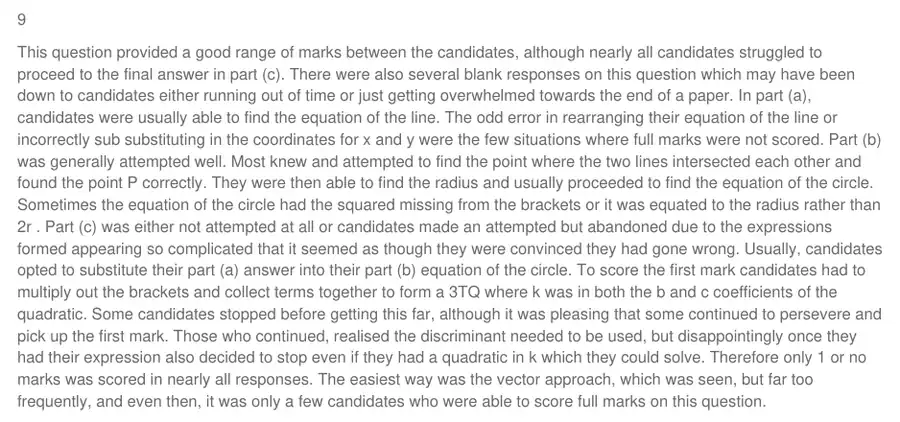 9
This question provided a good range of marks between the candidates, although nearly all candidates struggled to
proceed to the final answer in part (c). There were also several blank responses on this question which may have been
down to candidates either running out of time or just getting overwhelmed towards the end of a paper. In part (a),
candidates were usually able to find the equation of the line. The odd error in rearranging their equation of the line or
incorrectly sub substituting in the coordinates for x and y were the few situations where full marks were not scored. Part (b)
was generally attempted well. Most knew and attempted to find the point where the two lines intersected each other and
found the point P correctly. They were then able to find the radius and usually proceeded to find the equation of the circle.
Sometimes the equation of the circle had the squared missing from the brackets or it was equated to the radius rather than
2r . Part (c) was either not attempted at all or candidates made an attempted but abandoned due to the expressions
formed appearing so complicated that it seemed as though they were convinced they had gone wrong. Usually, candidates
opted to substitute their part (a) answer into their part (b) equation of the circle. To score the first mark candidates had to
multiply out the brackets and collect terms together to form a 3TQ where k was in both the b and c coefficients of the
quadratic. Some candidates stopped before getting this far, although it was pleasing that some continued to persevere and
pick up the first mark. Those who continued, realised the discriminant needed to be used, but disappointingly once they
had their expression also decided to stop even if they had a quadratic in k which they could solve. Therefore only 1 or no
marks was scored in nearly all responses. The easiest way was the vector approach, which was seen, but far too
frequently, and even then, it was only a few candidates who were able to score full marks on this question.